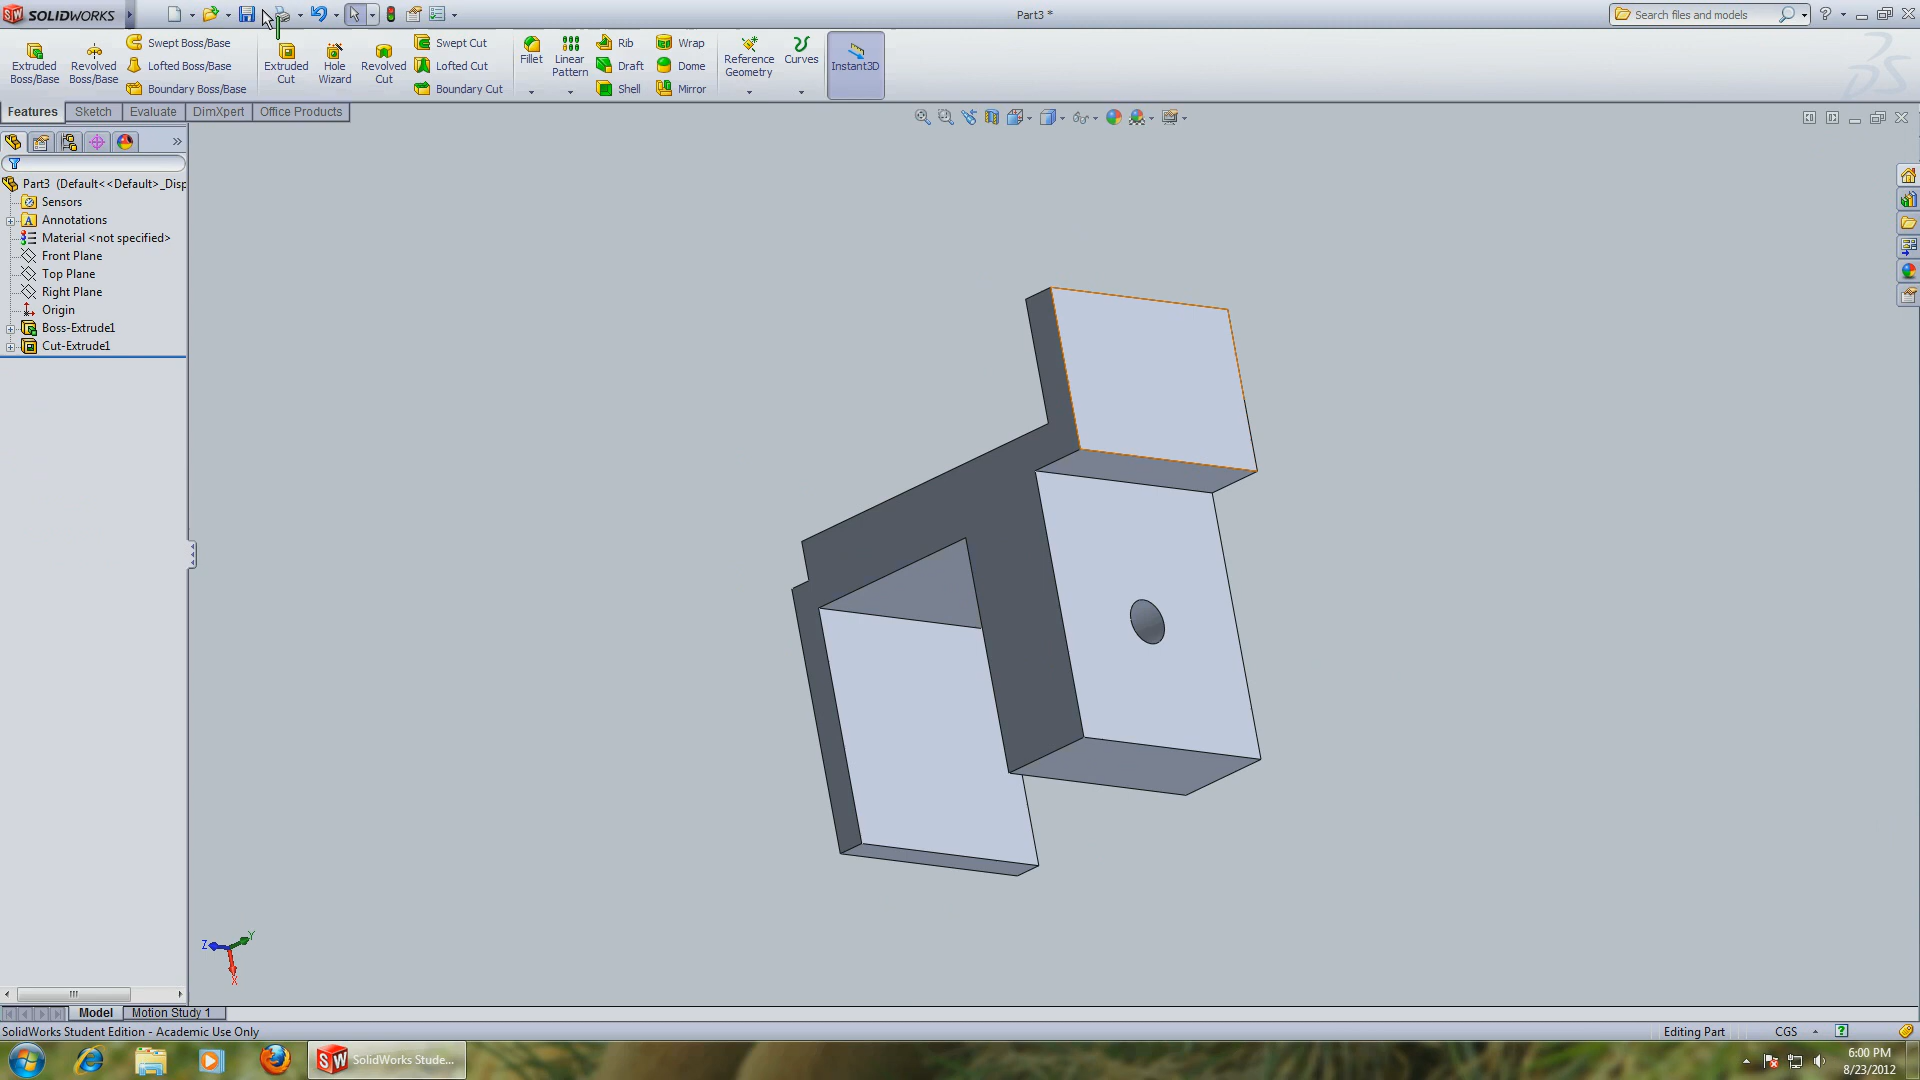 SW SOLIDWORKS
Part3 *
Search files and models
?
Extruded Boss/Base
Revolved Boss/Base
Swept Boss/Base
Lofted Boss/Base
Boundary Boss/Base
Extruded Cut
Hole Wizard
Revolved Cut
Swept Cut
Lofted Cut
Boundary Cut
Fillet
Linear Pattern
Rib
Draft
Shell
Wrap
Dome
Mirror
Reference Geometry
Curves
Instant3D
Features
Sketch
Evaluate
DimXpert
Office Products
Part3 (Default<<Default>_Disp
Sensors
A Annotations
Material <not specified>
Front Plane
Top Plane
Right Plane
Origin
Boss-Extrude1
Cut-Extrude1
Z
Y
X
Model
Motion Study 1
SolidWorks Student Edition - Academic Use Only
Editing Part
CGS
?
SW SolidWorks Stude...
6:00 PM
8/23/2012